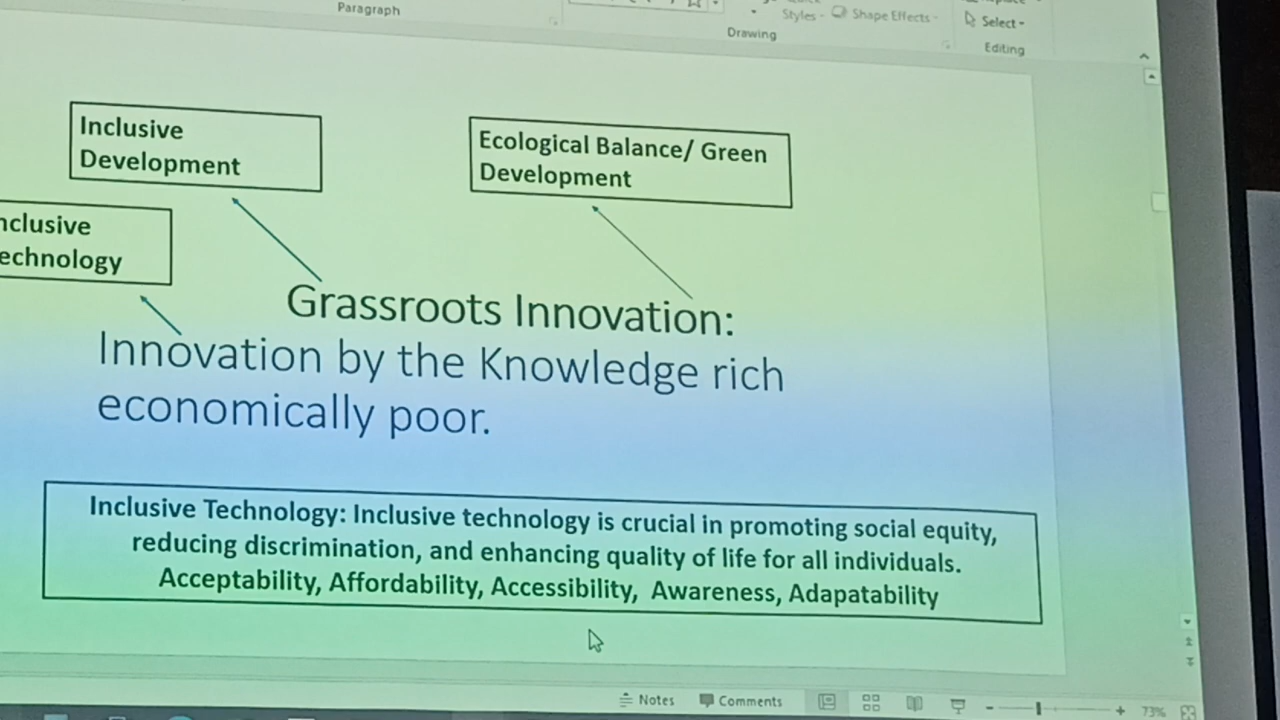 Paragraph
Styles
Shape Effects
Select
Drawing
Editing
Inclusive
Development
Ecological Balance/ Green
Development
nclusive
echnology
Grassroots Innovation:
Innovation by the Knowledge rich
economically poor.
Inclusive Technology: Inclusive technology is crucial in promoting social equity,
reducing discrimination, and enhancing quality of life for all individuals.
Acceptability, Affordability, Accessibility, Awareness, Adapatability
Notes
Comments
73%